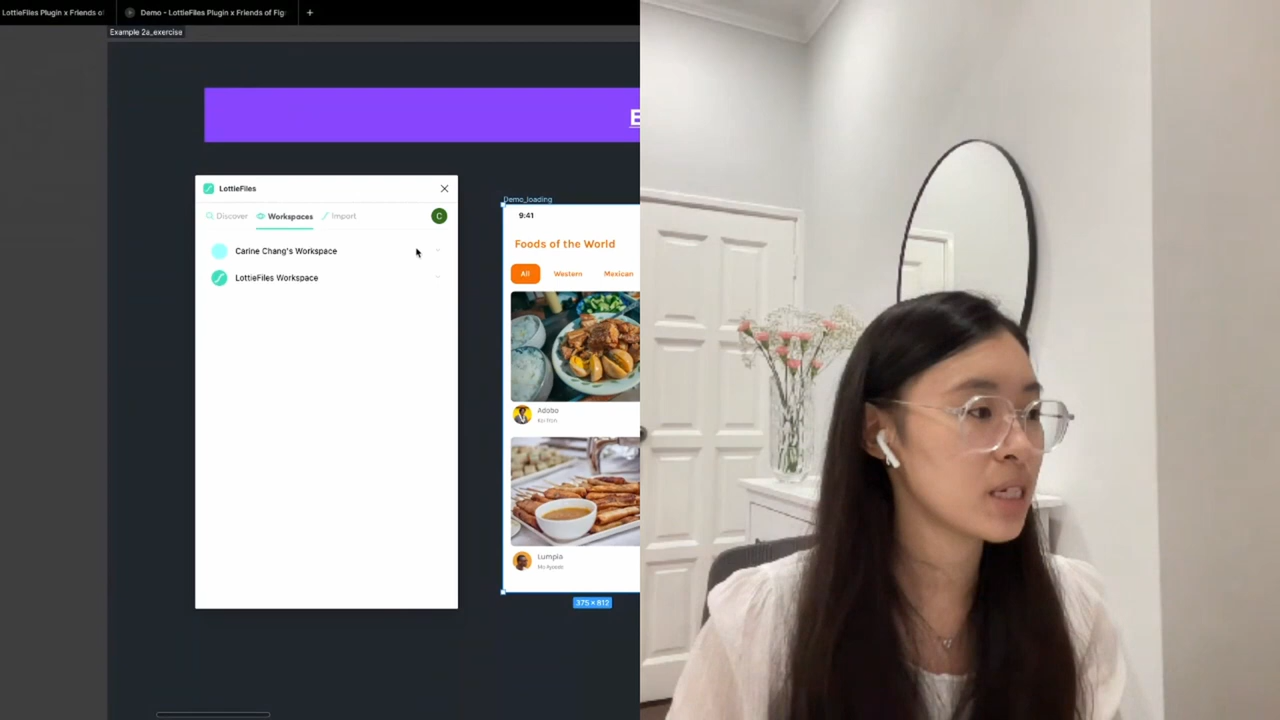 LottieFiles Plugin x Friends of
Demo - LottieFiles Plugin x Friends of Fig
Example 2a_exercise
E
LottieFiles
Discover
Workspaces
Import
C
Carine Chang's Workspace
LottieFiles Workspace
Demo_loading
9:41
Foods of the World
All
Western
Mexican
Adobo
Lumpia
375 × 812